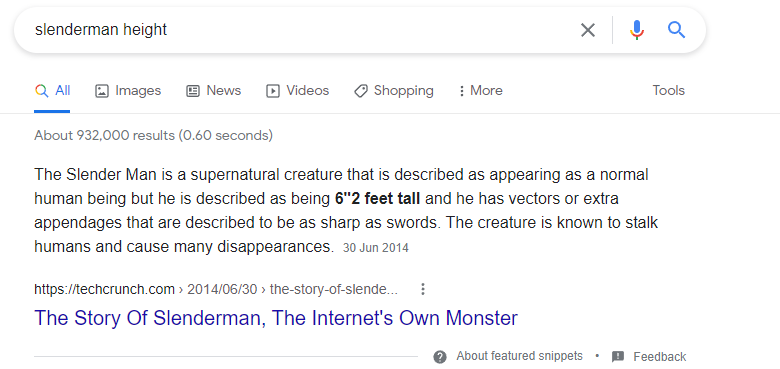 slenderman height
All Images News Videos Shopping More Tools
About 932,000 results (0.60 seconds)
The Slender Man is a supernatural creature that is described as appearing as a normal
human being but he is described as being 6"2 feet tall and he has vectors or extra
appendages that are described to be as sharp as swords. The creature is known to stalk
humans and cause many disappearances. 30 Jun 2014
https://techcrunch.com › 2014/06/30 › the-story-of-slende...
The Story Of Slenderman, The Internet's Own Monster
About featured snippets • Feedback